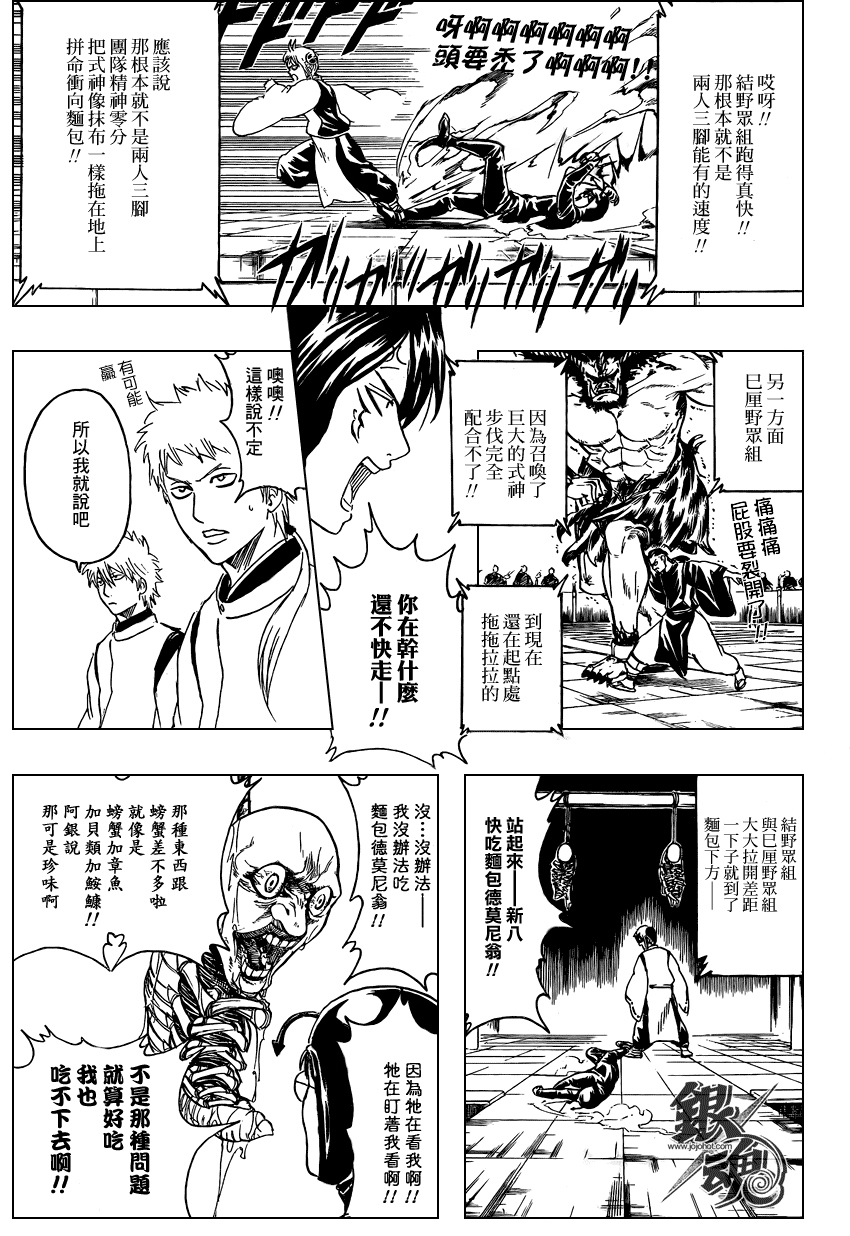 哎呀!!
結野眾組跑得真快!!
那根本就不是
兩人三腳能有的速度!!
呀啊啊啊啊啊啊啊
頭要禿了啊啊啊!!
ドドド
ガガガガガ
應該說
那根本就不是兩人三腳
團隊精神零分
把式神像抹布一樣拖在地上
拼命衝向麵包!!
另一方面
巳厘野眾組
痛痛痛
屁股要裂開了!!
因為召喚了
巨大的式神
步伐完全
配合不了!!
到現在
還在起點處
拖拖拉拉的
你在幹什麼
還不快走—!!
噢噢!!
這樣說不定
有可能
贏
所以我就說吧
結野眾組
與巳厘野眾組
大大拉開差距
一下子就到了
麵包下方——
站起來——新八
快吃麵包德莫尼翁!!
沒…沒辦法——
我沒辦法吃
麵包德莫尼翁!!
那種東西跟
螃蟹差不多啦
就像是
螃蟹加章魚
加貝類加鮟鱇!!
阿銀說
那可是珍味啊
因為牠在看我啊!!
牠在盯著我看啊!!
不是那種問題
就算好吃
我也
吃不下去啊!!
銀魂
www.jojohot.com